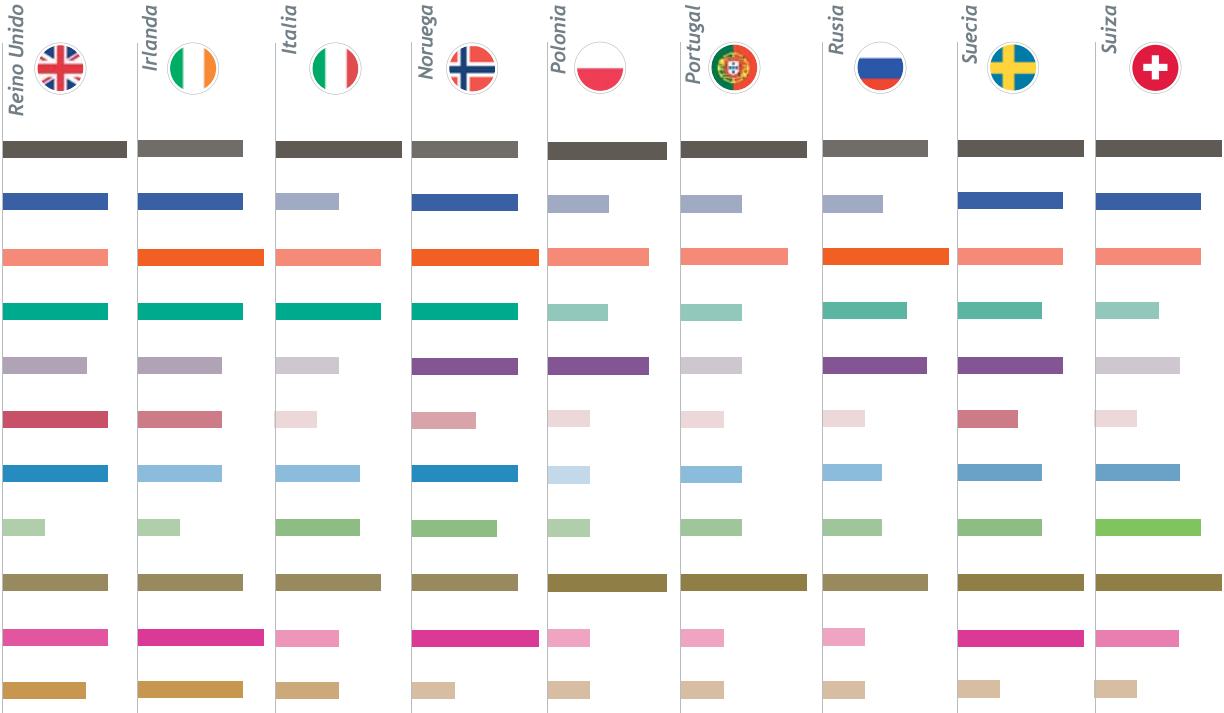 Reino Unido
Irlanda
Italia
Noruega
Polonia
Portugal
Rusia
Suecia
Suiza